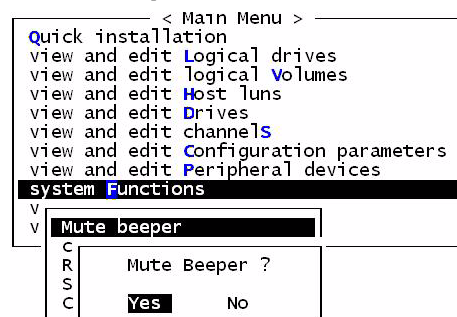 < Main Menu >
Quick installation
view and edit Logical drives
view and edit logical Volumes
view and edit Host luns
view and edit Drives
view and edit channelS
view and edit Configuration parameters
view and edit Peripheral devices
system Functions
v
v
Mute beeper
C
R
S
C
Mute Beeper ?
Yes No